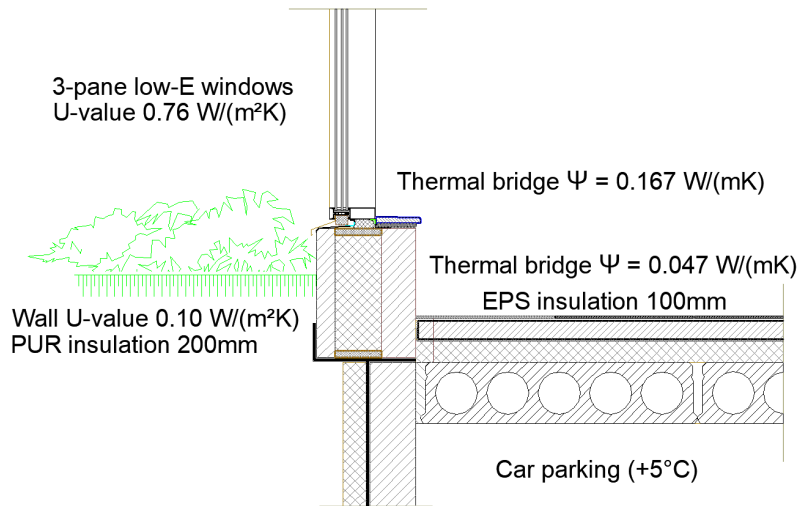 3-pane low-E windows
U-value 0.76 W/(m²K)
Thermal bridge Ψ = 0.167 W/(mK)
Thermal bridge Ψ = 0.047 W/(mK)
EPS insulation 100mm
Wall U-value 0.10 W/(m²K)
PUR insulation 200mm
Car parking (+5°C)